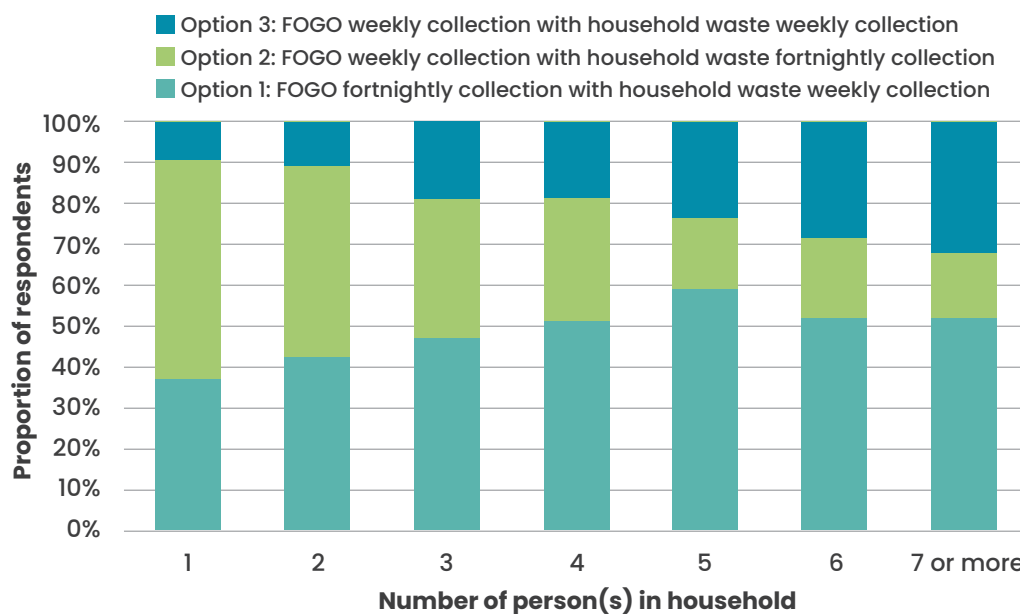 Option 3: FOGO weekly collection with household waste weekly collection
Option 2: FOGO weekly collection with household waste fortnightly collection
Option 1: FOGO fortnightly collection with household waste weekly collection
Proportion of respondents
100%
90%
80%
70%
60%
50%
40%
30%
20%
10%
0%
1 2 3 4 5 6 7 or more
Number of person(s) in household